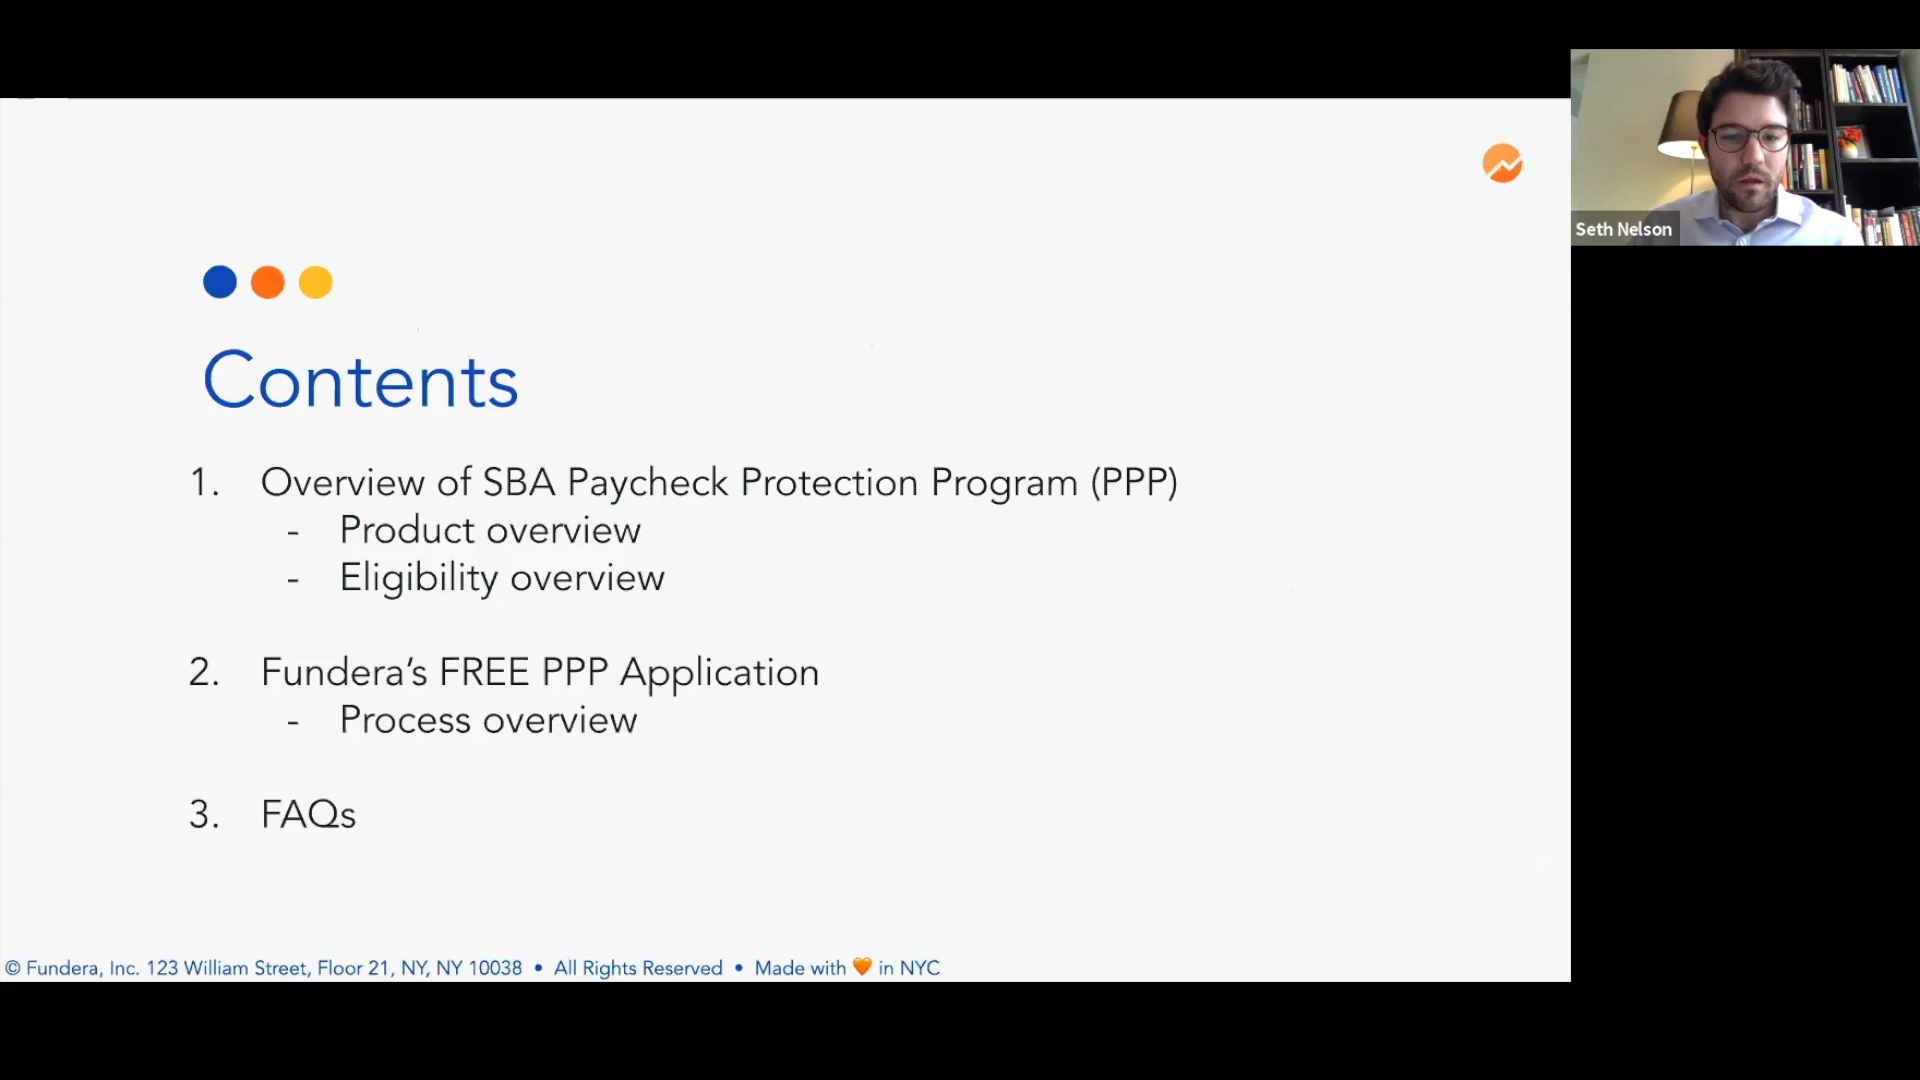 Seth Nelson
Contents
1. Overview of SBA Paycheck Protection Program (PPP)
- Product overview
- Eligibility overview
2. Fundera’s FREE PPP Application
- Process overview
3. FAQs
© Fundera, Inc. 123 William Street, Floor 21, NY, NY 10038 • All Rights Reserved • Made with 🧡 in NYC